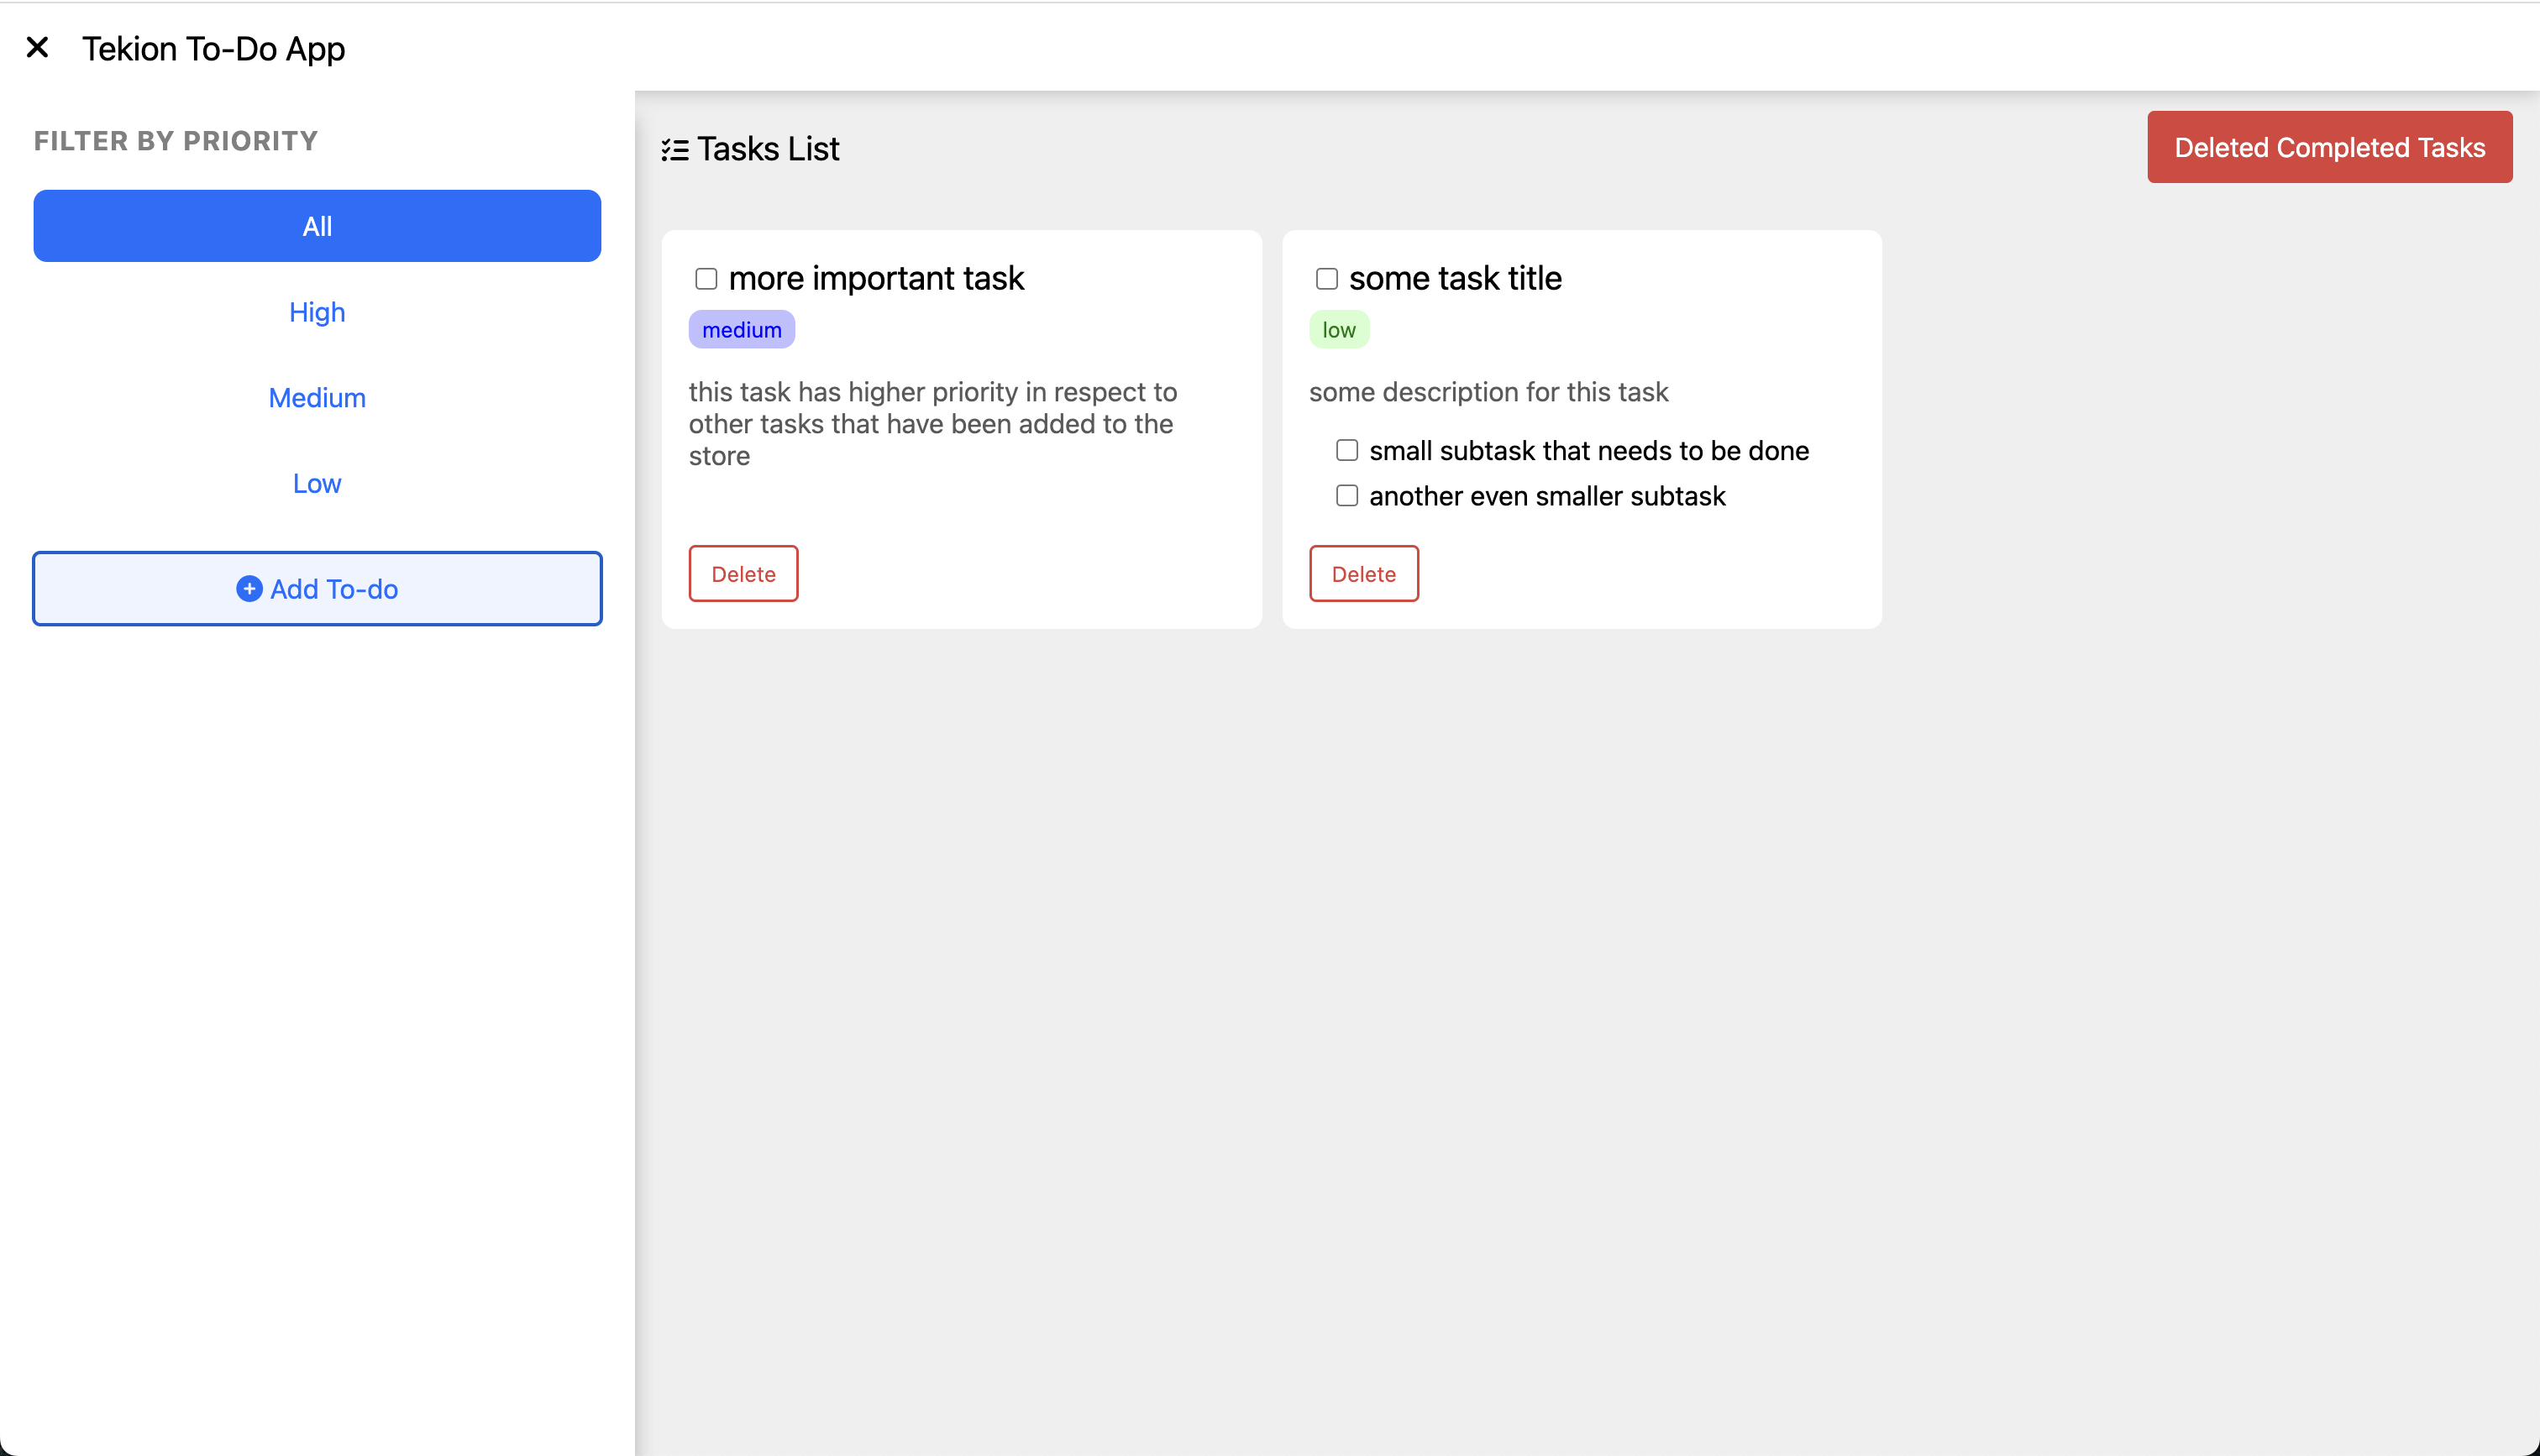 Tekion To-Do App
FILTER BY PRIORITY
All
High
Medium
Low
Add To-do
Tasks List
Deleted Completed Tasks
more important task
medium
this task has higher priority in respect to
other tasks that have been added to the
store
Delete
some task title
low
some description for this task
small subtask that needs to be done
another even smaller subtask
Delete